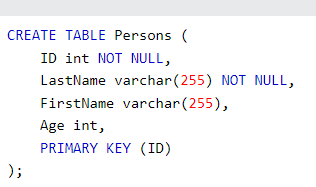 CREATE TABLE Persons (
    ID int NOT NULL,
    LastName varchar(255) NOT NULL,
    FirstName varchar(255),
    Age int,
    PRIMARY KEY (ID)
);